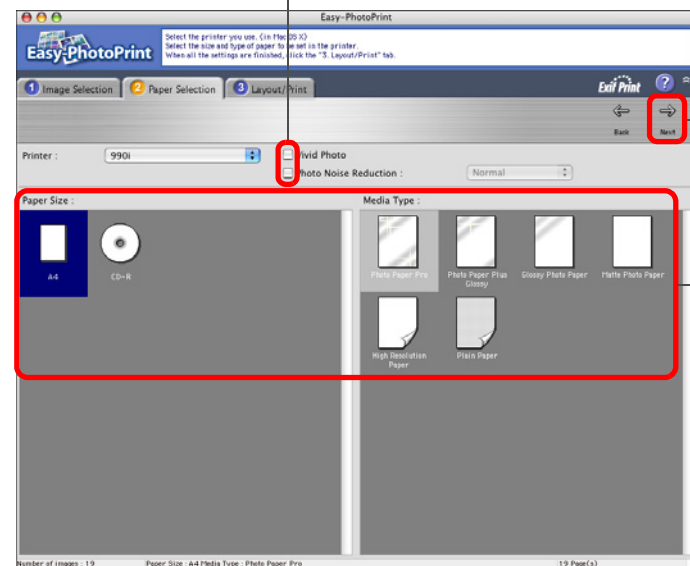 Easy-PhotoPrint
Easy-PhotoPrint
Select the printer you use. (in Mac OS X)
Select the size and type of paper to be set in the printer.
When all the settings are finished, click the "3. Layout/Print" tab.
1 Image Selection
2 Paper Selection
3 Layout/Print
Exif Print
?
Back
Next
Printer :
990i
Vivid Photo
Photo Noise Reduction :
Normal
Paper Size :
Media Type :
A4
CD-R
Photo Paper Pro
Photo Paper Plus
Glossy
Glossy Photo Paper
Matte Photo Paper
High Resolution
Paper
Plain Paper
Number of images : 19
Paper Size : A4 Media Type : Photo Paper Pro
19 Page(s)